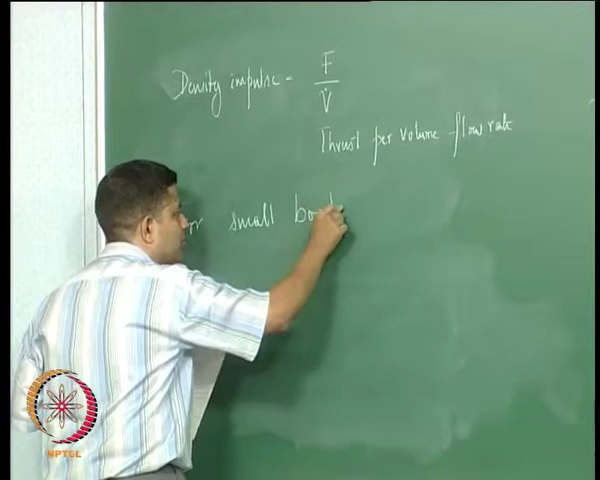 Density impulse = F
V̇
Thrust per volume flow rate
small
NPTEL